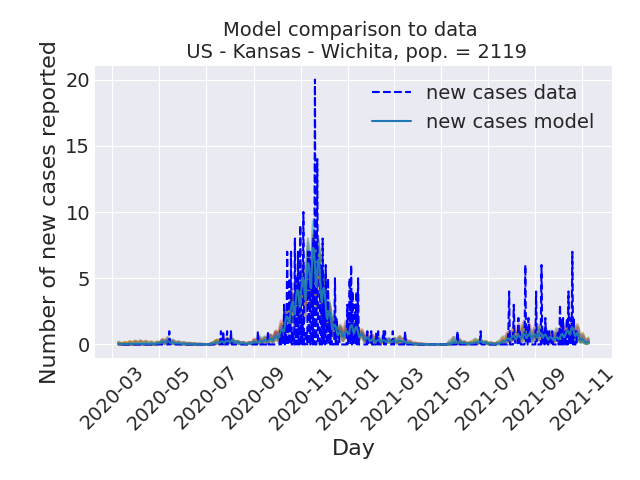 Model comparison to data
US - Kansas - Wichita, pop. = 2119
Number of new cases reported
20
15
10
5
0
new cases data
new cases model
2020-03
2020-05
2020-07
2020-09
2020-11
2021-01
2021-03
2021-05
2021-07
2021-09
2021-11
Day